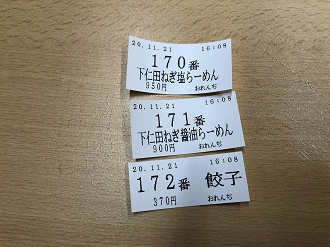 20.11.21 16:08
170番
下仁田ねぎ塩らーめん
950円 おれんぢ
20.11.21 16:08
171番
下仁田ねぎ醤油らーめん
900円 おれんぢ
20.11.21 16:08
172番 餃子
370円 おれんぢ